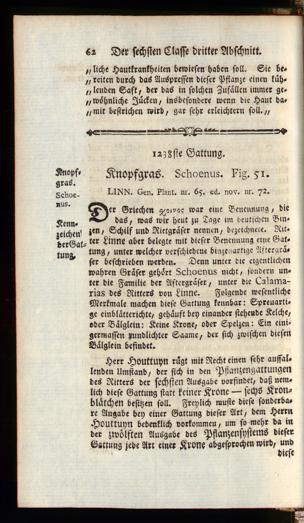 62 Der sechsten Classe dritter Abschnitt.
„liche Hautkrankheiten bewiesen haben soll. Sie be-
„reiten durch das Auspressen dieser Pflanze einen küh-
„lenden Saft, der das in solchen Zufällen immer ge-
„wöhnliche Jücken, insbesondere wenn die Haut da-
„mit bestrichen wird, gar sehr erleichtern soll.„
1238ste Gattung.
Knopfgras. Schoenus. Fig. 51.
LINN. Gen. Plant. nr. 65. ed. nov. nr. 72.
Knopf-
gras.
Schoe-
nus.
Kenn-
zeichen
der Gat-
tung.
Der Griechen χοινος war eine Benennung, die
das, was wir heut zu Tage im deutschen Bin-
zen, Schilf und Rietgräser nennen, bezeichnete. Rit-
ter Linne aber belegte mit dieser Benennung eine Gat-
tung, unter welcher verschiedene binzenartige Aftergrä-
ser beschrieben werden. Denn unter die eigentlichen
wahren Gräser gehört Schoenus nicht, sondern un-
ter die Familie der Aftergräser, unter die Calama-
rias des Ritters von Linne. Folgende wesentliche
Merkmale machen diese Gattung kennbar: Spreuarti-
ge einblätterichte, gehäuft bey einander stehende Kelche,
oder Bälglein: Keine Krone, oder Spelzen: Ein eini-
germassen rundlichter Saame, der sich zwischen diesen
Bälglein befindet.
Herr Houttuyn rügt mit Recht einen sehr auffal-
lenden Umstand, der sich in den Pflanzengattungen
des Ritters der sechsten Ausgabe vorfindet, daß nem-
lich diese Gattung statt keiner Krone — sechs Kron-
blätchen besitzen soll. Freylich muste diese sonderba-
re Angabe bey einer Gattung dieser Art, dem Herrn
Houttuyn bedenklich vorkommen, um so mehr da in
der zwölften Ausgabe des Pflanzensystems dieser
Gattung jede Art einer Krone abgesprochen wird, und
diese